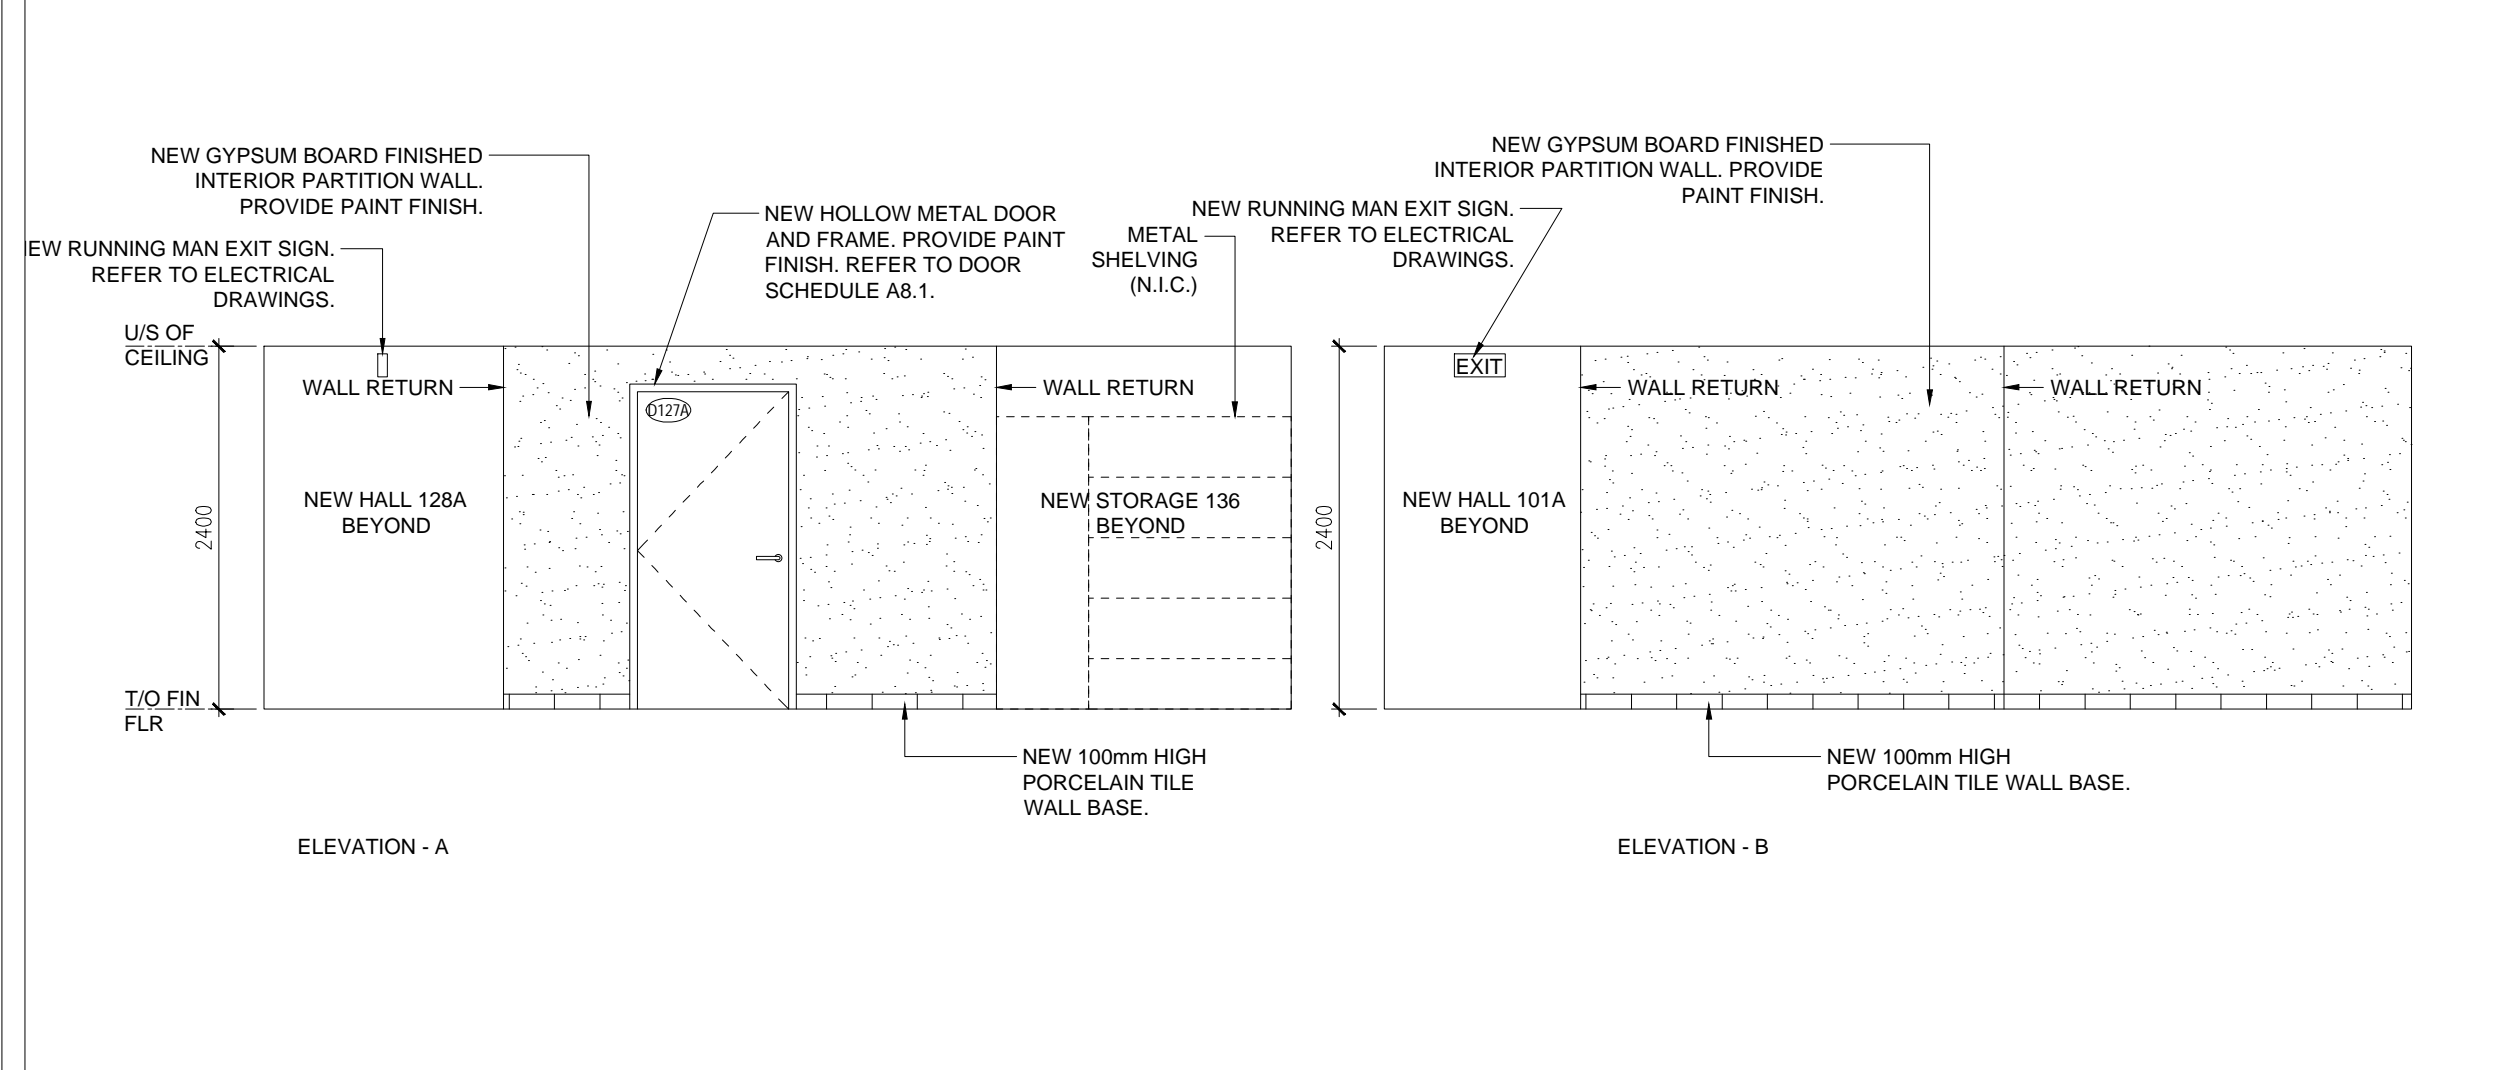 NEW GYPSUM BOARD FINISHED
INTERIOR PARTITION WALL.
PROVIDE PAINT FINISH.
RUNNING MAN EXIT SIGN.
REFER TO ELECTRICAL
DRAWINGS.
NEW HOLLOW METAL DOOR
AND FRAME. PROVIDE PAINT
FINISH. REFER TO DOOR
SCHEDULE A8.1.
METAL
SHELVING
(N.I.C.)
U/S OF
CEILING
WALL RETURN
D127A
WALL RETURN
NEW HALL 128A
BEYOND
NEW STORAGE 136
BEYOND
2400
T/O FIN
FLR
NEW 100mm HIGH
PORCELAIN TILE
WALL BASE.
ELEVATION - A
NEW GYPSUM BOARD FINISHED
INTERIOR PARTITION WALL. PROVIDE
PAINT FINISH.
NEW RUNNING MAN EXIT SIGN.
REFER TO ELECTRICAL
DRAWINGS.
EXIT
WALL RETURN
WALL RETURN
NEW HALL 101A
BEYOND
2400
NEW 100mm HIGH
PORCELAIN TILE WALL BASE.
ELEVATION - B